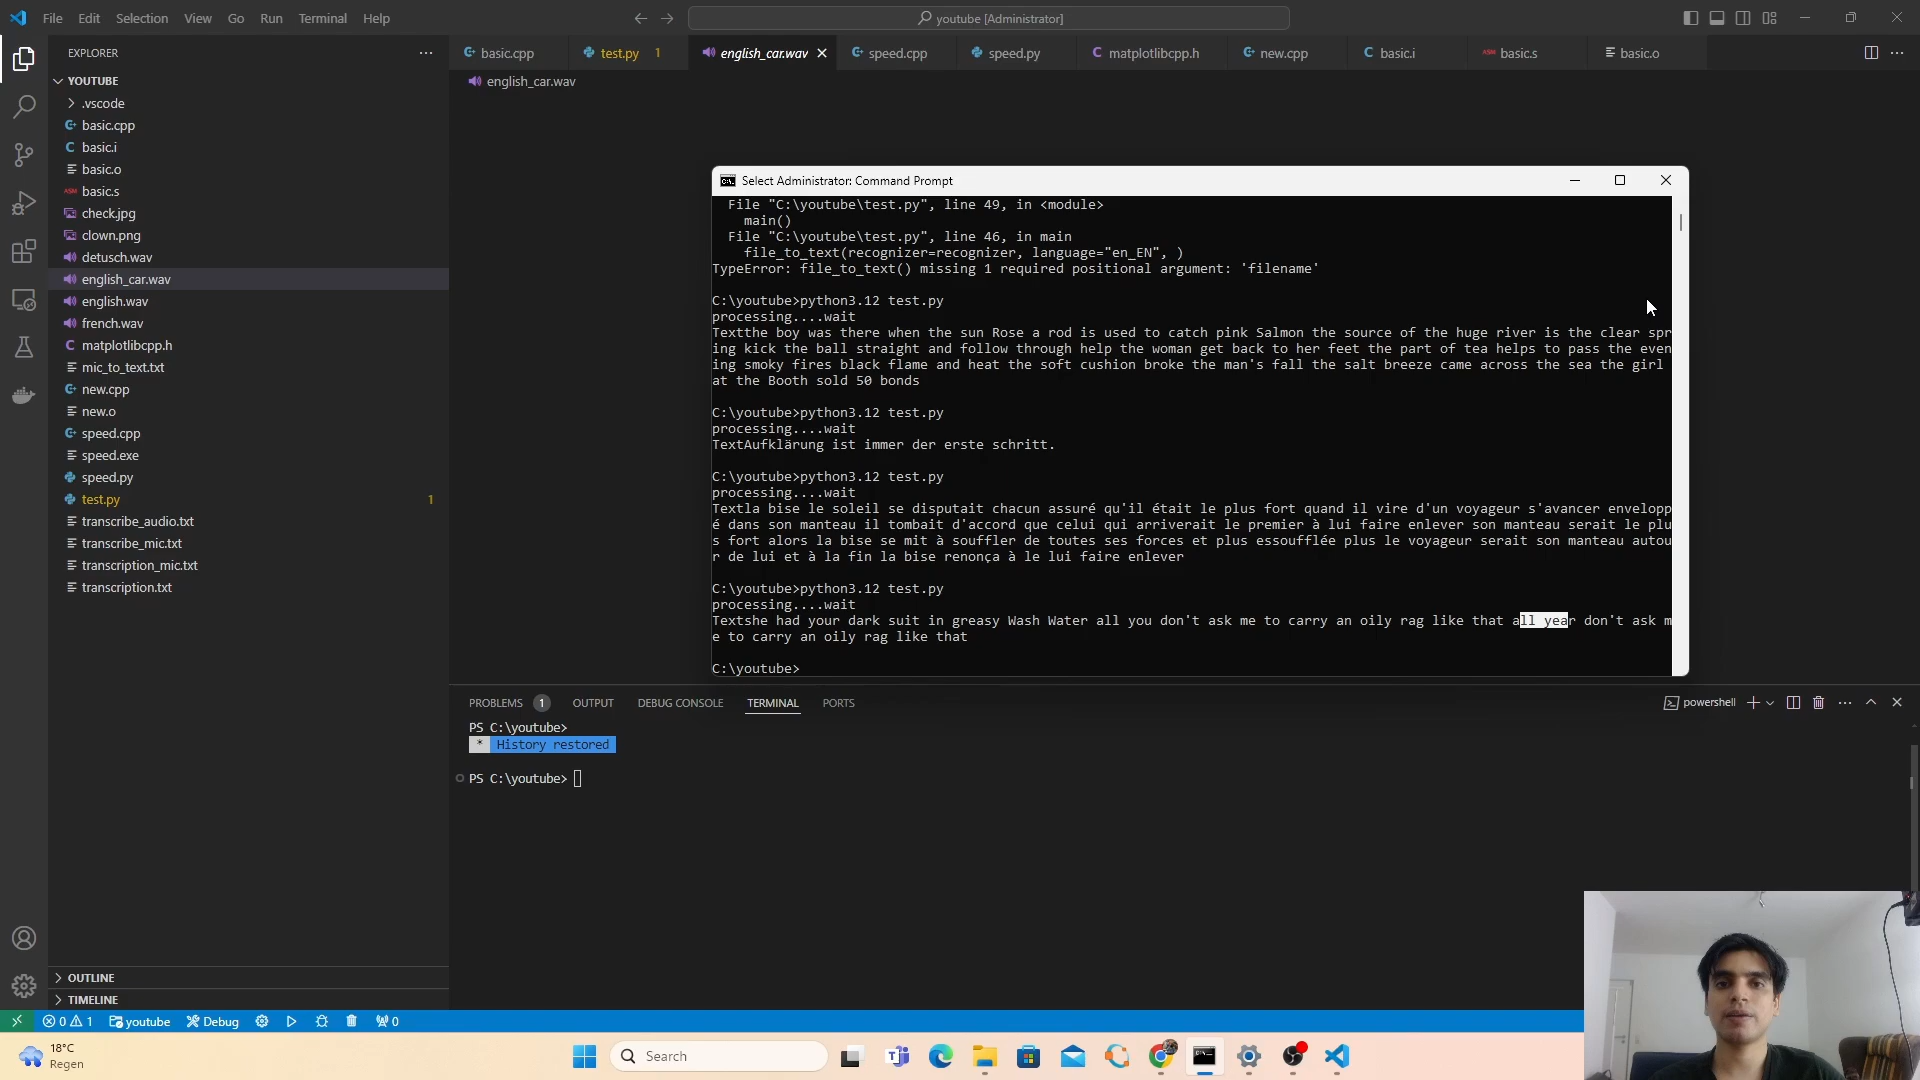 File Edit Selection View Go Run Terminal Help
youtube [Administrator]
EXPLORER
YOUTUBE
.vscode
basic.cpp
basic.i
basic.o
basic.s
check.jpg
clown.png
detusch.wav
english_car.wav
english.wav
french.wav
matplotlibcpp.h
mic_to_text.txt
new.cpp
new.o
speed.cpp
speed.exe
speed.py
test.py 1
transcribe_audio.txt
transcribe_mic.txt
transcription_mic.txt
transcription.txt
OUTLINE
TIMELINE
basic.cpp test.py 1 english_car.wav speed.cpp speed.py matplotlibcpp.h new.cpp basic.i basic.s basic.o
english_car.wav
Select Administrator: Command Prompt
File "C:\youtube\test.py", line 49, in <module>
main()
File "C:\youtube\test.py", line 46, in main
file_to_text(recognizer=recognizer, language="en_EN", )
TypeError: file_to_text() missing 1 required positional argument: 'filename'
C:\youtube>python3.12 test.py
processing....wait
Textthe boy was there when the sun Rose a rod is used to catch pink Salmon the source of the huge river is the clear spr
ing kick the ball straight and follow through help the woman get back to her feet the part of tea helps to pass the even
ing smoky fires black flame and heat the soft cushion broke the man's fall the salt breeze came across the sea the girl
at the Booth sold 50 bonds
C:\youtube>python3.12 test.py
processing....wait
TextAufklärung ist immer der erste schritt.
C:\youtube>python3.12 test.py
processing....wait
Textla bise le soleil se disputait chacun assuré qu'il était le plus fort quand il vire d'un voyageur s'avancer envelopp
é dans son manteau il tombait d'accord que celui qui arriverait le premier à lui faire enlever son manteau serait le plu
s fort alors la bise se mit à souffler de toutes ses forces et plus essoufflée plus le voyageur serait son manteau autou
r de lui et à la fin la bise renonça à le lui faire enlever
C:\youtube>python3.12 test.py
processing....wait
Textshe had your dark suit in greasy Wash Water all you don't ask me to carry an oily rag like that all year don't ask m
e to carry an oily rag like that
C:\youtube>
PROBLEMS 1 OUTPUT DEBUG CONSOLE TERMINAL PORTS
powershell
PS C:\youtube>
* History restored
PS C:\youtube>
0 1 youtube Debug 0
18°C
Regen
Search